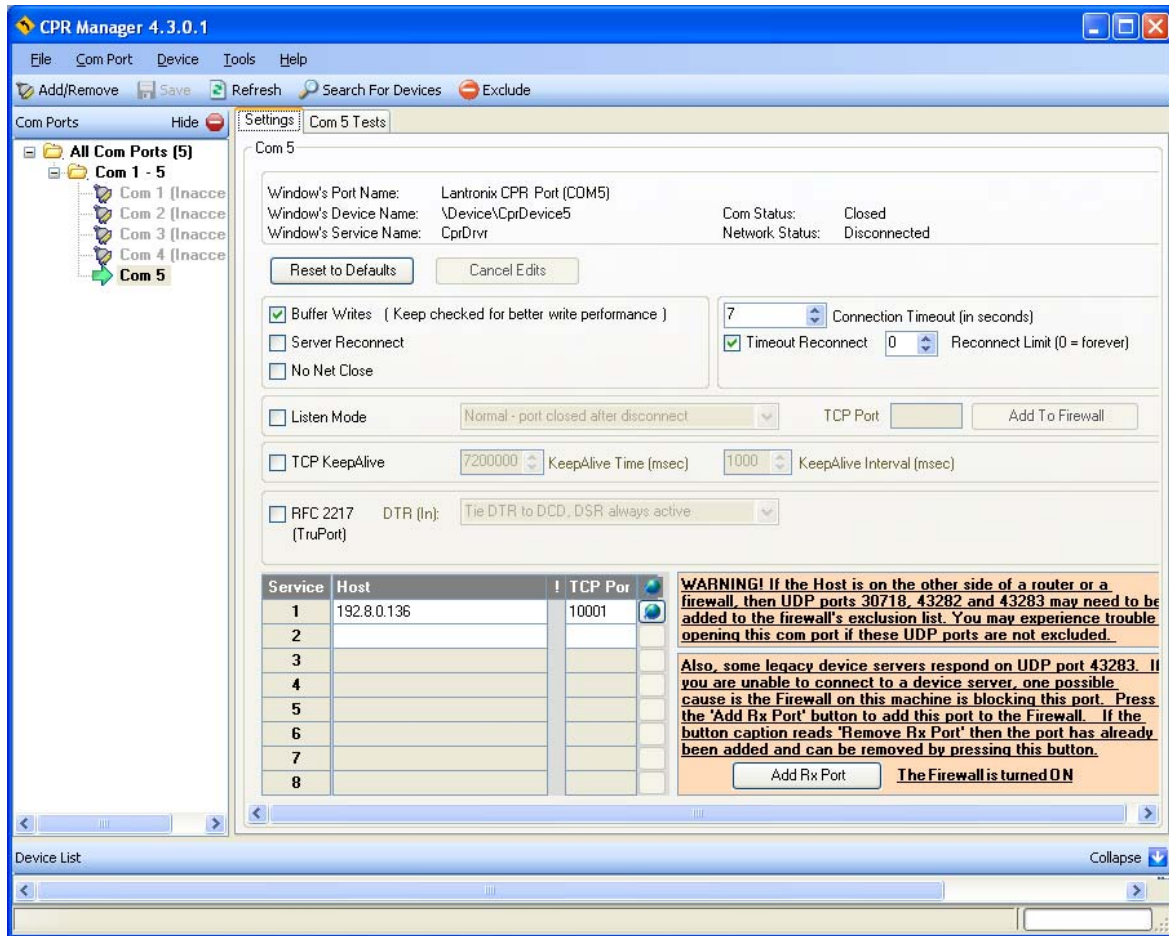 CPR Manager 4.3.0.1
File Com Port Device Tools Help
Add/Remove Save Refresh Search For Devices Exclude
Com Ports Hide
Settings Com 5 Tests
All Com Ports (5)
Com 1 - 5
Com 1 (Inacce
Com 2 (Inacce
Com 3 (Inacce
Com 4 (Inacce
Com 5
Com 5
Window's Port Name: Lantronix CPR Port (COM5)
Window's Device Name: \Device\CprDevice5 Com Status: Closed
Window's Service Name: CprDrvr Network Status: Disconnected
Reset to Defaults Cancel Edits
Buffer Writes ( Keep checked for better write performance )
Server Reconnect
No Net Close
7 Connection Timeout (in seconds)
Timeout Reconnect 0 Reconnect Limit (0 = forever)
Listen Mode Normal - port closed after disconnect TCP Port Add To Firewall
TCP KeepAlive 7200000 KeepAlive Time (msec) 1000 KeepAlive Interval (msec)
RFC 2217 DTR (In): Tie DTR to DCD, DSR always active
(TruPort)
Service Host ! TCP Por
1 192.8.0.136 10001
2
3
4
5
6
7
8
WARNING! If the Host is on the other side of a router or a
firewall, then UDP ports 30718, 43282 and 43283 may need to be
added to the firewall's exclusion list. You may experience trouble
opening this com port if these UDP ports are not excluded.
Also, some legacy device servers respond on UDP port 43283. If
you are unable to connect to a device server, one possible
cause is the Firewall on this machine is blocking this port. Press
the 'Add Rx Port' button to add this port to the Firewall. If the
button caption reads 'Remove Rx Port' then the port has already
been added and can be removed by pressing this button.
Add Rx Port The Firewall is turned ON
Device List Collapse